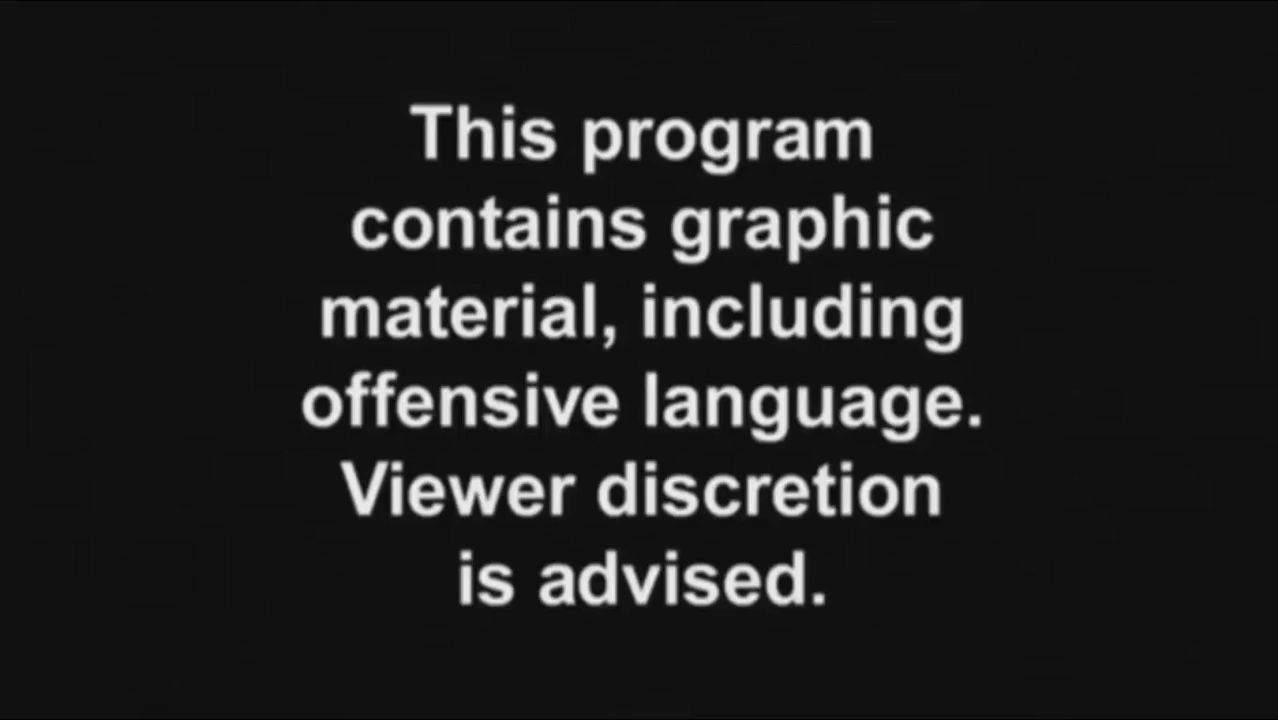 This program
contains graphic
material, including
offensive language.
Viewer discretion
is advised.